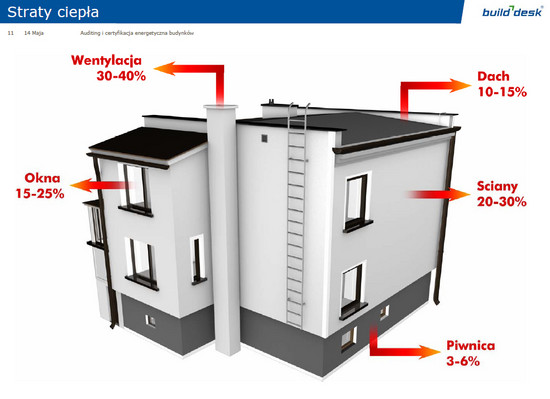 Straty ciepła
build desk
11 14 Maja Auditing i certyfikacja energetyczna budynków
Wentylacja
30-40%
Dach
10-15%
Okna
15-25%
Sciany
20-30%
Piwnica
3-6%